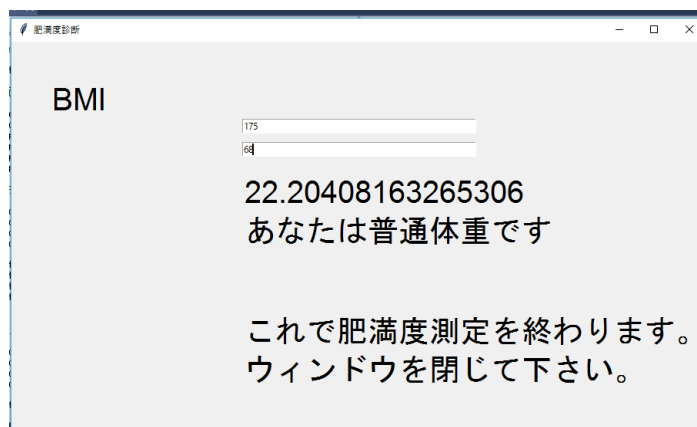 肥満度診断
BMI
175
68
22.20408163265306
あなたは普通体重です
これで肥満度測定を終わります。
ウィンドウを閉じて下さい。